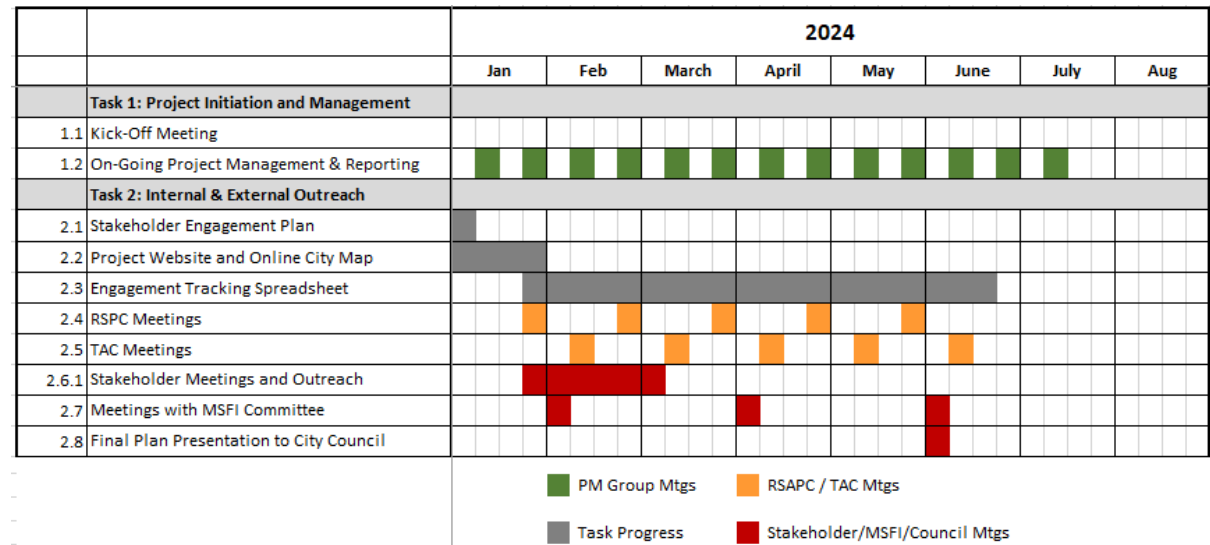 2024
Jan Feb March April May June July Aug
Task 1: Project Initiation and Management
1.1 Kick-Off Meeting
1.2 On-Going Project Management & Reporting
Task 2: Internal & External Outreach
2.1 Stakeholder Engagement Plan
2.2 Project Website and Online City Map
2.3 Engagement Tracking Spreadsheet
2.4 RSPC Meetings
2.5 TAC Meetings
2.6.1 Stakeholder Meetings and Outreach
2.7 Meetings with MSFI Committee
2.8 Final Plan Presentation to City Council
PM Group Mtgs RSAPC / TAC Mtgs
Task Progress Stakeholder/MSFI/Council Mtgs